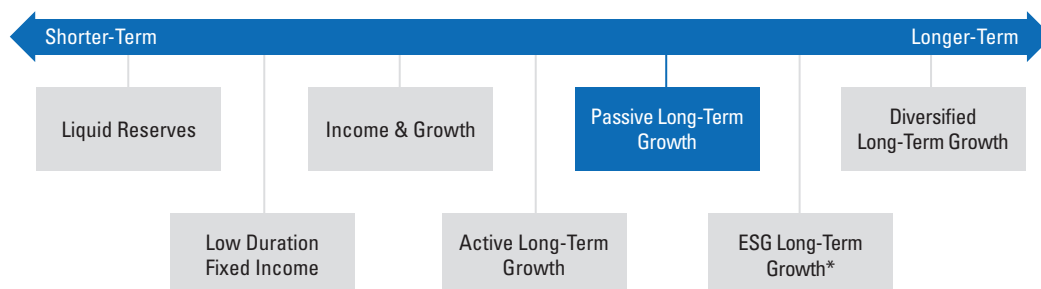 Shorter-Term
Longer-Term
Liquid Reserves
Income & Growth
Passive Long-Term
Growth
Diversified
Long-Term Growth
Low Duration
Fixed Income
Active Long-Term
Growth
ESG Long-Term
Growth*